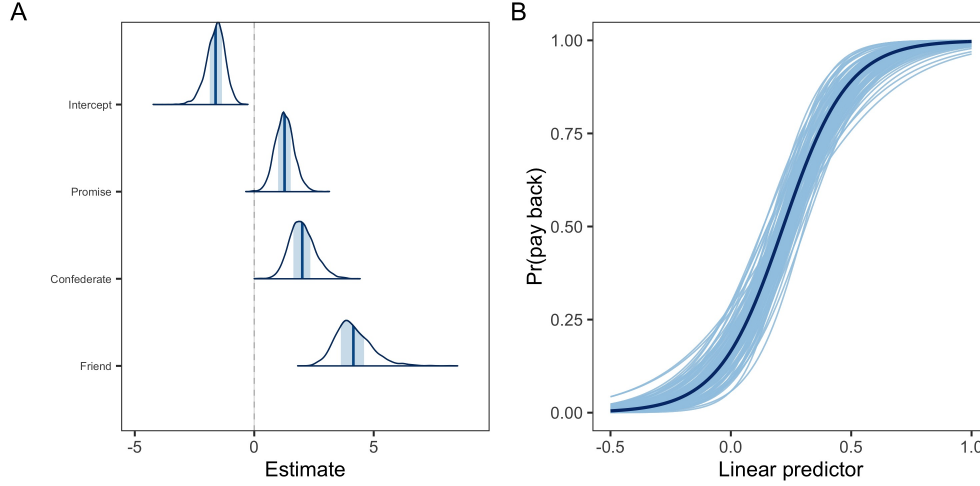 A
Intercept
Promise
Confederate
Friend
-5
0
5
Estimate
B
1.00
0.75
0.50
0.25
0.00
Pr(pay back)
-0.5
0.0
0.5
1.0
Linear predictor